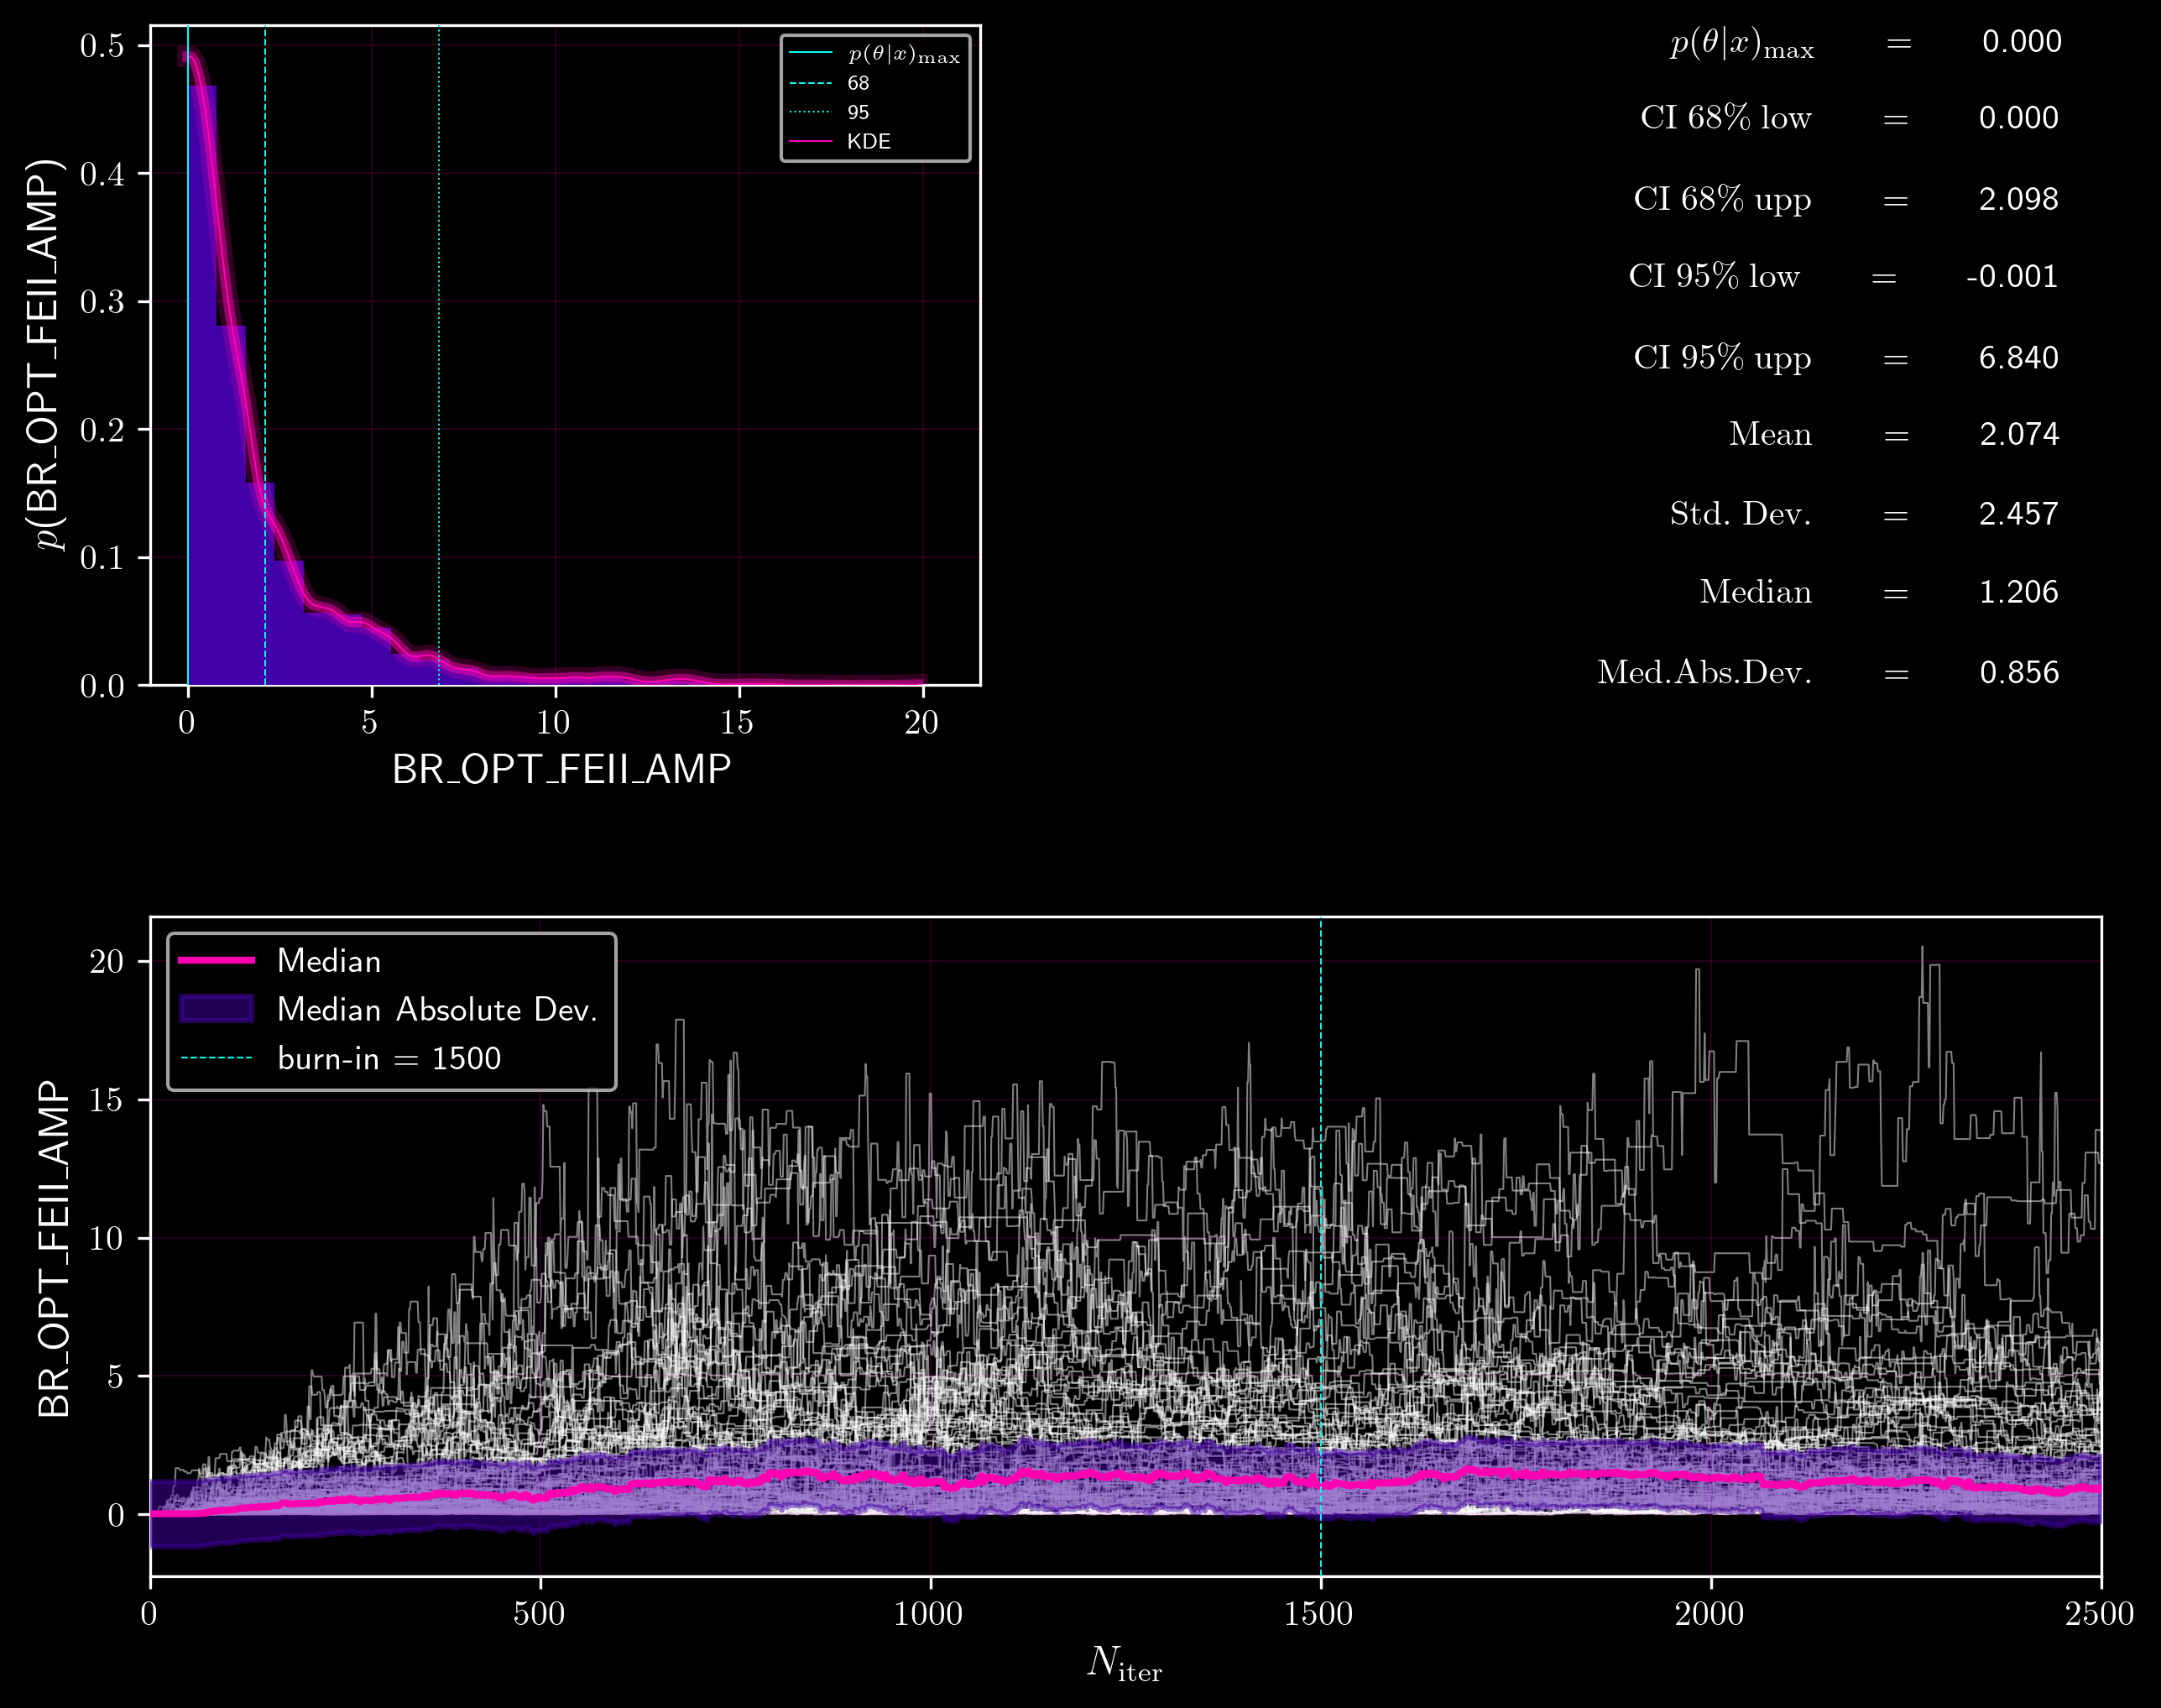 p(BR_OPT_FEII_AMP)
0.5
0.4
0.3
0.2
0.1
0.0
0 5 10 15 20
BR_OPT_FEII_AMP
p(θ|x)max
68
95
KDE
p(θ|x)max = 0.000
CI 68% low = 0.000
CI 68% upp = 2.098
CI 95% low = -0.001
CI 95% upp = 6.840
Mean = 2.074
Std. Dev. = 2.457
Median = 1.206
Med.Abs.Dev. = 0.856
BR_OPT_FEII_AMP
20
15
10
5
0
Median
Median Absolute Dev.
burn-in = 1500
0 500 1000 1500 2000 2500
Niter